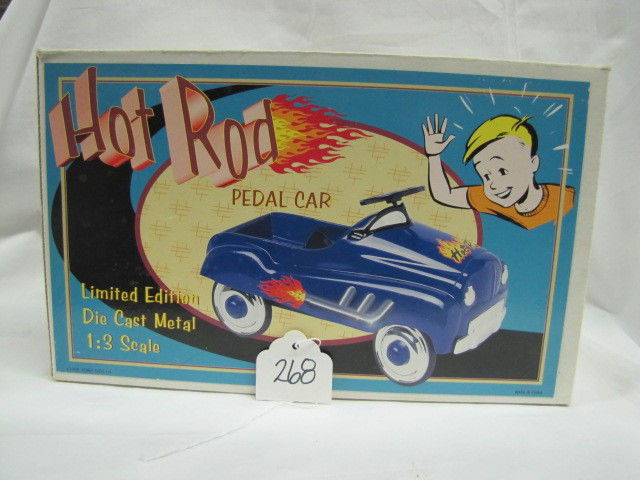 Hot Rod
PEDAL CAR
Limited Edition
Die Cast Metal
1:3 Scale
268